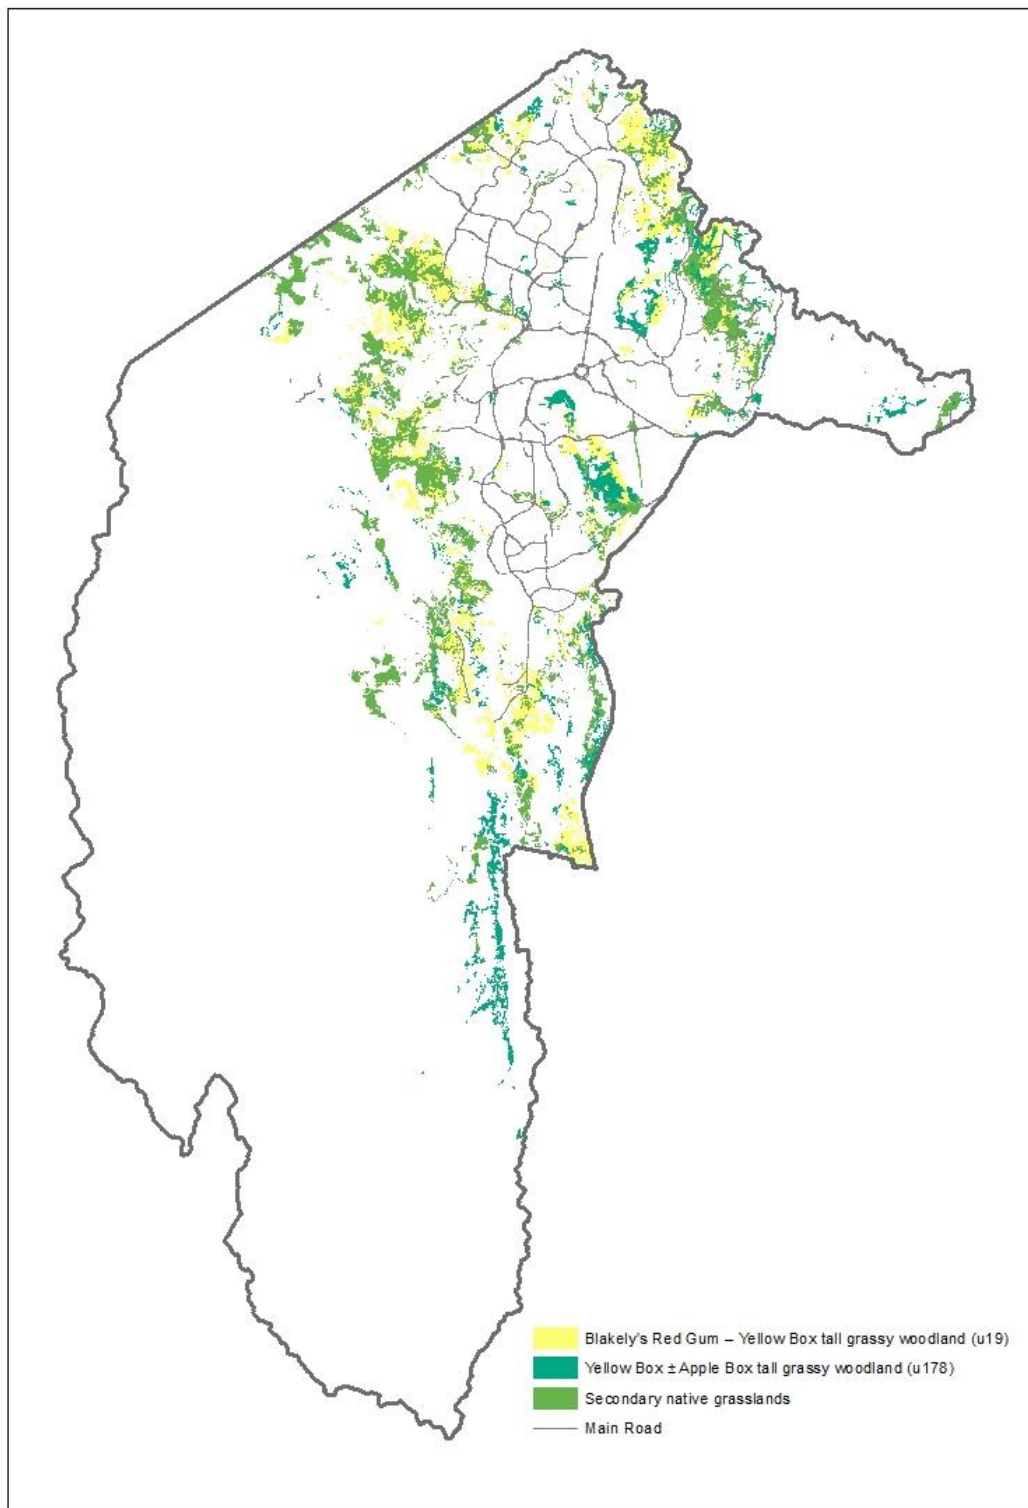 Blakely's Red Gum – Yellow Box tall grassy woodland (u19)
Yellow Box ± Apple Box tall grassy woodland (u178)
Secondary native grasslands
Main Road